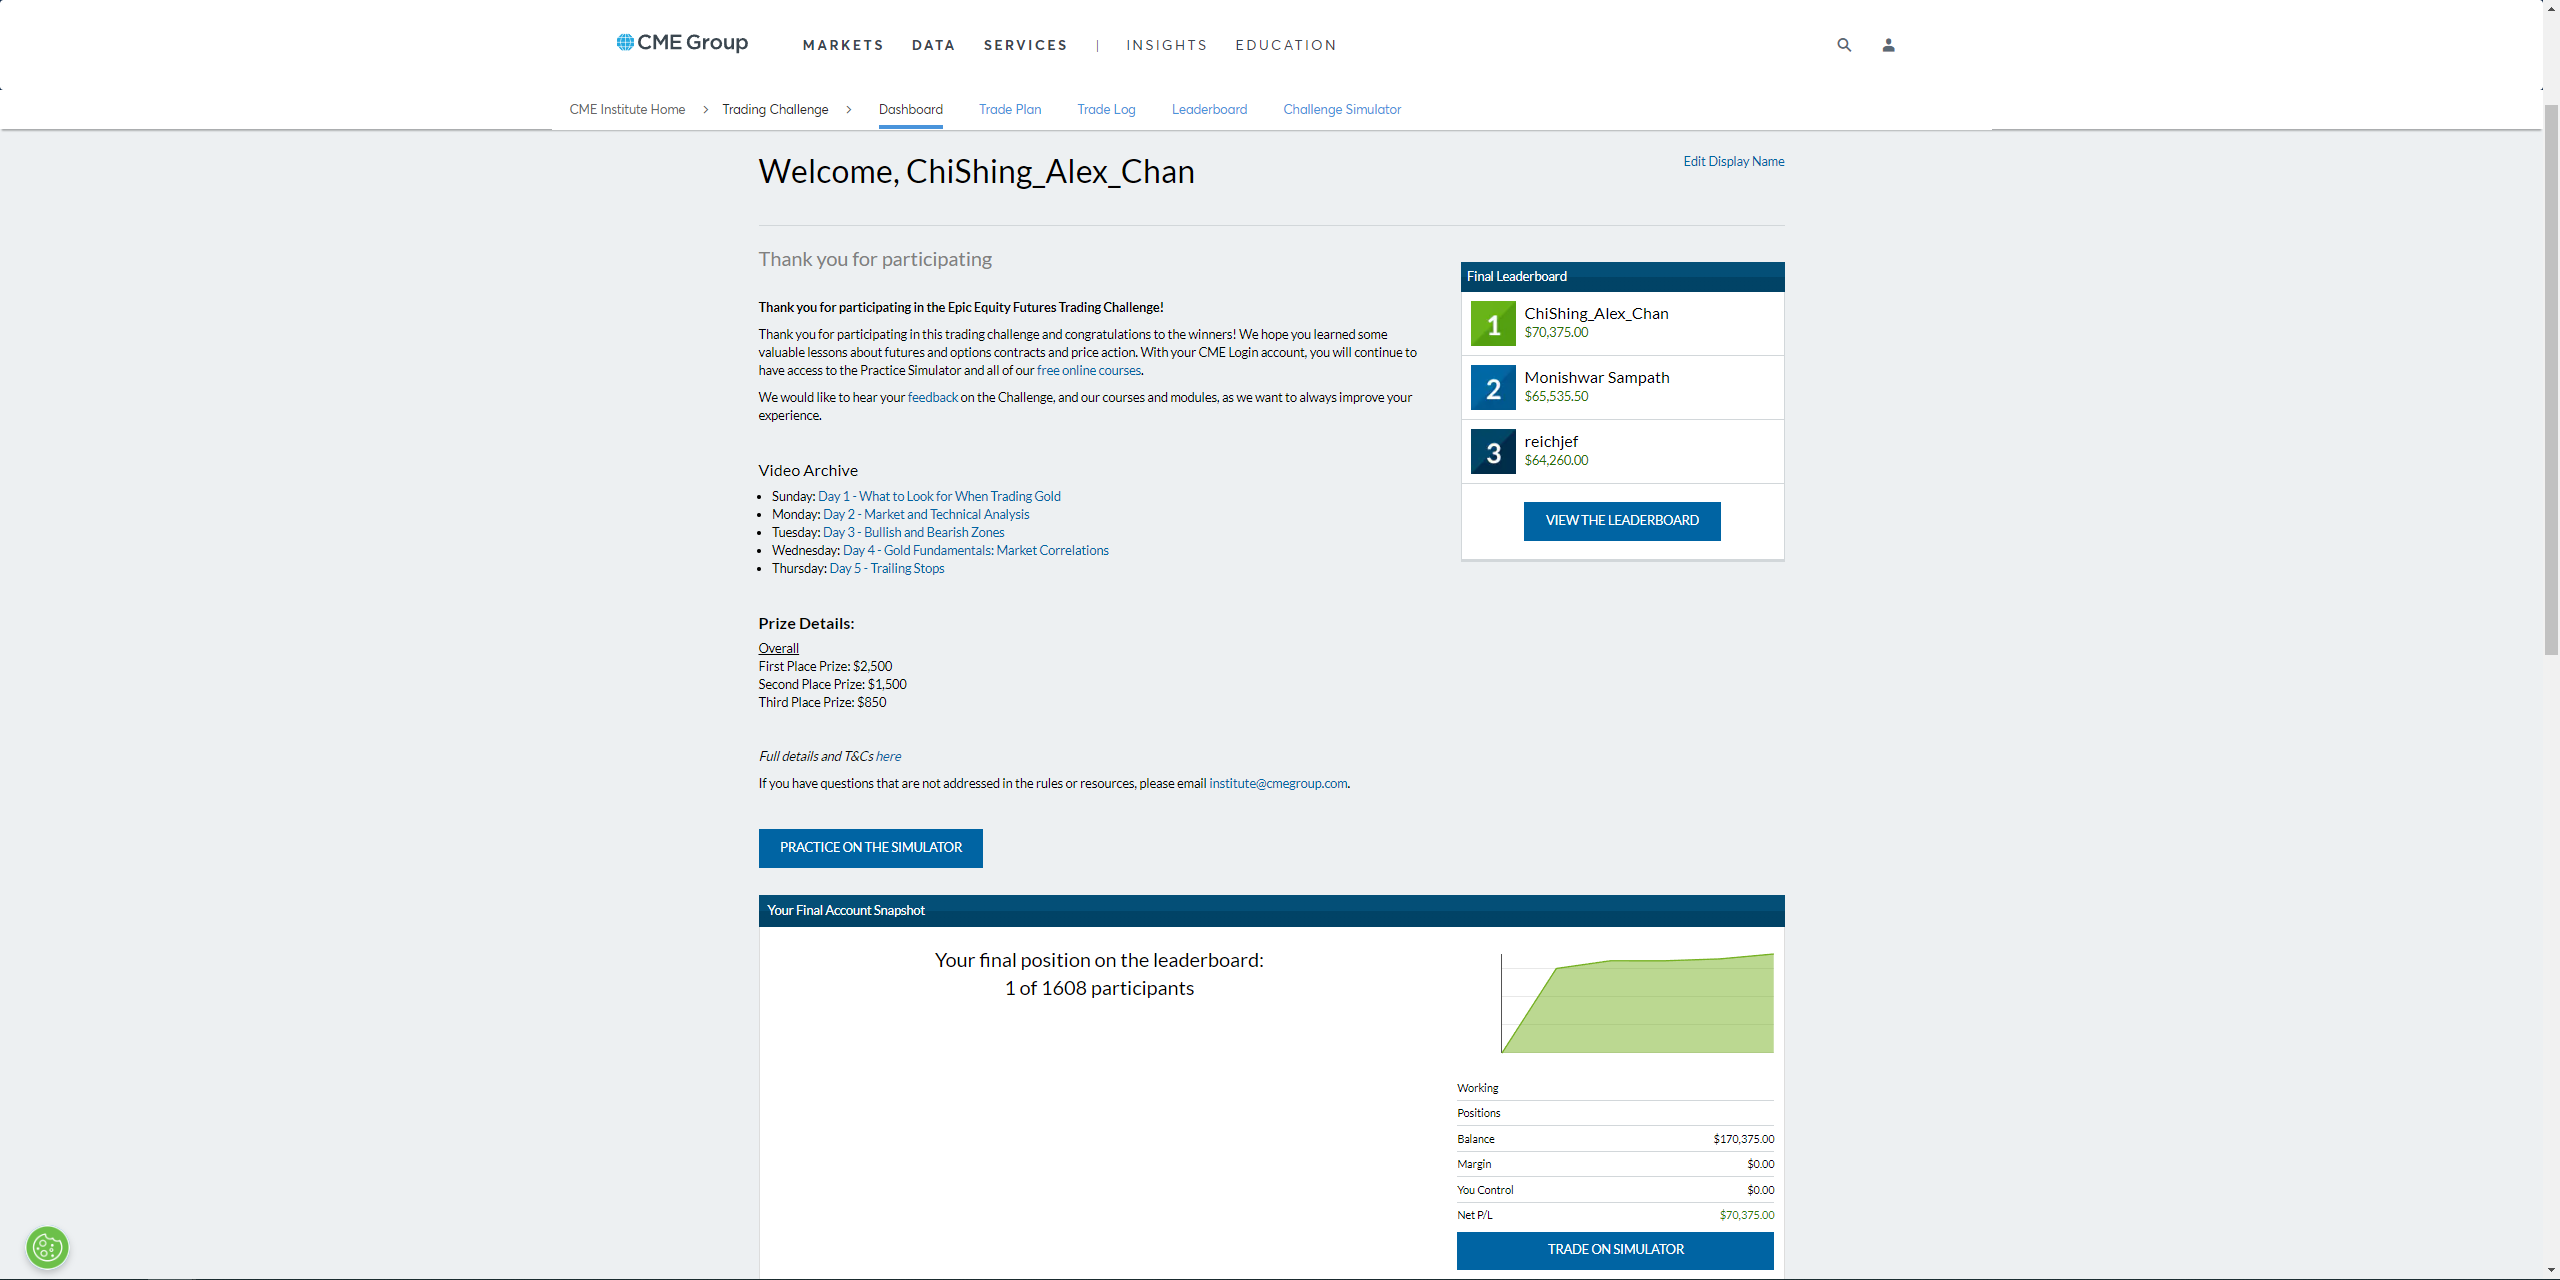 CME Group
MARKETS DATA SERVICES | INSIGHTS EDUCATION
CME Institute Home > Trading Challenge > Dashboard Trade Plan Trade Log Leaderboard Challenge Simulator
Welcome, ChiShing_Alex_Chan
Edit Display Name
Thank you for participating
Thank you for participating in the Epic Equity Futures Trading Challenge!
Thank you for participating in this trading challenge and congratulations to the winners! We hope you learned some
valuable lessons about futures and options contracts and price action. With your CME Login account, you will continue to
have access to the Practice Simulator and all of our free online courses.
We would like to hear your feedback on the Challenge, and our courses and modules, as we want to always improve your
experience.
Video Archive
• Sunday: Day 1 - What to Look for When Trading Gold
• Monday: Day 2 - Market and Technical Analysis
• Tuesday: Day 3 - Bullish and Bearish Zones
• Wednesday: Day 4 - Gold Fundamentals: Market Correlations
• Thursday: Day 5 - Trailing Stops
Prize Details:
Overall
First Place Prize: $2,500
Second Place Prize: $1,500
Third Place Prize: $850
Full details and T&Cs here
If you have questions that are not addressed in the rules or resources, please email institute@cmegroup.com.
PRACTICE ON THE SIMULATOR
Final Leaderboard
1 ChiShing_Alex_Chan
$70,375.00
2 Monishwar Sampath
$65,535.50
3 reichjef
$64,260.00
VIEW THE LEADERBOARD
Your Final Account Snapshot
Your final position on the leaderboard:
1 of 1608 participants
Working
Positions
Balance $170,375.00
Margin $0.00
You Control $0.00
Net P/L $70,375.00
TRADE ON SIMULATOR